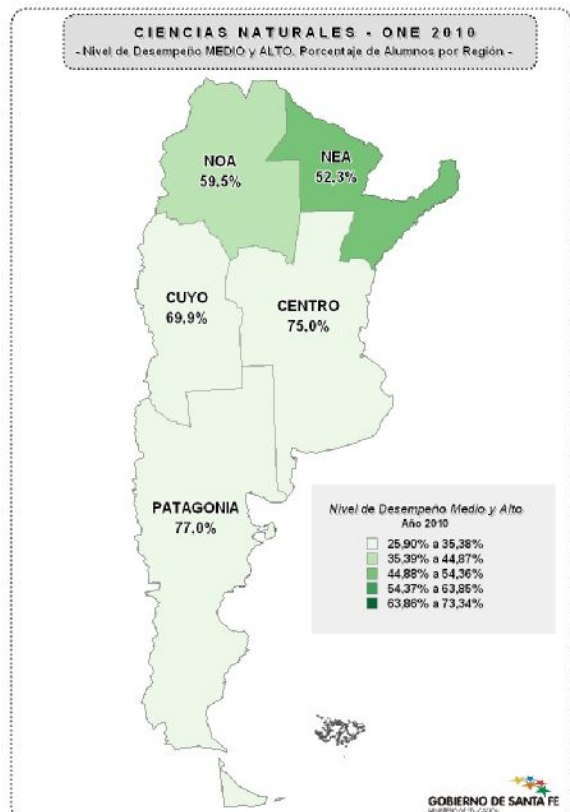 CIENCIAS NATURALES - ONE 2010
- Nivel de Desempeño MEDIO y ALTO. Porcentaje de Alumnos por Región -
NOA
59,5%
NEA
52,3%
CUYO
69,9%
CENTRO
75,0%
PATAGONIA
77,0%
Nivel de Desempeño Medio y Alto
Año 2010
25,90% a 35,38%
35,39% a 44,87%
44,88% a 54,36%
54,37% a 63,85%
63,86% a 73,34%
GOBIERNO DE SANTA FE